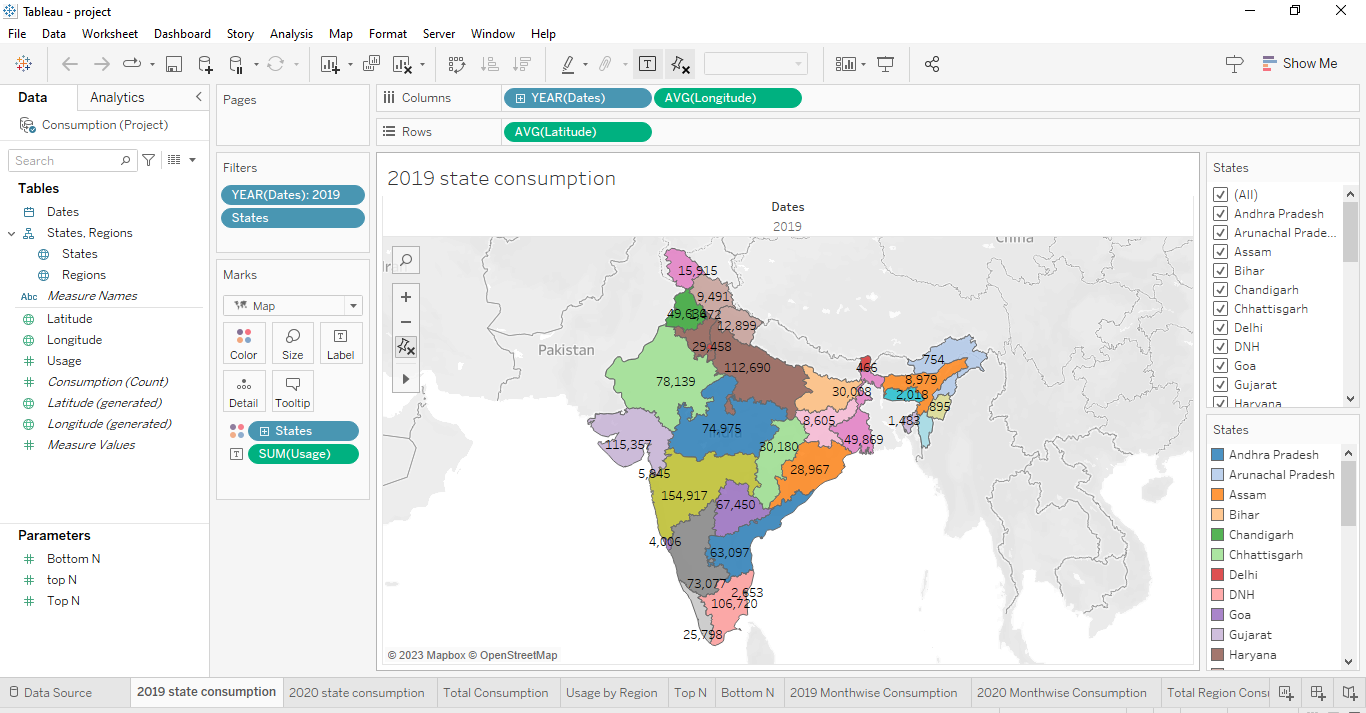 Tableau - project
File Data Worksheet Dashboard Story Analysis Map Format Server Window Help
Show Me
Data Analytics
Consumption (Project)
Search
Tables
Dates
States, Regions
States
Regions
Abc Measure Names
Latitude
Longitude
Usage
Consumption (Count)
Latitude (generated)
Longitude (generated)
Measure Values
Parameters
Bottom N
top N
Top N
Pages
Filters
YEAR(Dates): 2019
States
Marks
Map
Color Size Label
Detail Tooltip
States
SUM(Usage)
Columns YEAR(Dates) AVG(Longitude)
Rows AVG(Latitude)
2019 state consumption
Dates
2019
China
Pakistan
15,915
9,491
12,899
29,458
112,690
78,139
466
754
8,979
2,018
895
30,008
8,605
1,483
74,975
49,869
115,357
30,180
28,967
5,845
154,917
67,450
4,006
63,097
73,077
2,653
106,720
25,798
© 2023 Mapbox © OpenStreetMap
States
(All)
Andhra Pradesh
Arunachal Prade...
Assam
Bihar
Chandigarh
Chhattisgarh
Delhi
DNH
Goa
Gujarat
Haryana
States
Andhra Pradesh
Arunachal Pradesh
Assam
Bihar
Chandigarh
Chhattisgarh
Delhi
DNH
Goa
Gujarat
Haryana
Data Source 2019 state consumption 2020 state consumption Total Consumption Usage by Region Top N Bottom N 2019 Monthwise Consumption 2020 Monthwise Consumption Total Region Cons